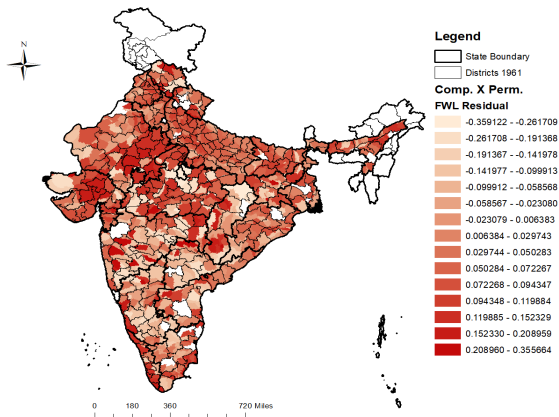 N
Legend
State Boundary
Districts 1961
Comp. X Perm.
FWL Residual
-0.359122 - -0.261709
-0.261708 - -0.191368
-0.191367 - -0.141978
-0.141977 - -0.099913
-0.099912 - -0.058568
-0.058567 - -0.023080
-0.023079 - 0.006383
0.006384 - 0.029743
0.029744 - 0.050283
0.050284 - 0.072267
0.072268 - 0.094347
0.094348 - 0.119884
0.119885 - 0.152329
0.152330 - 0.208959
0.208960 - 0.355664
0 180 360 720 Miles